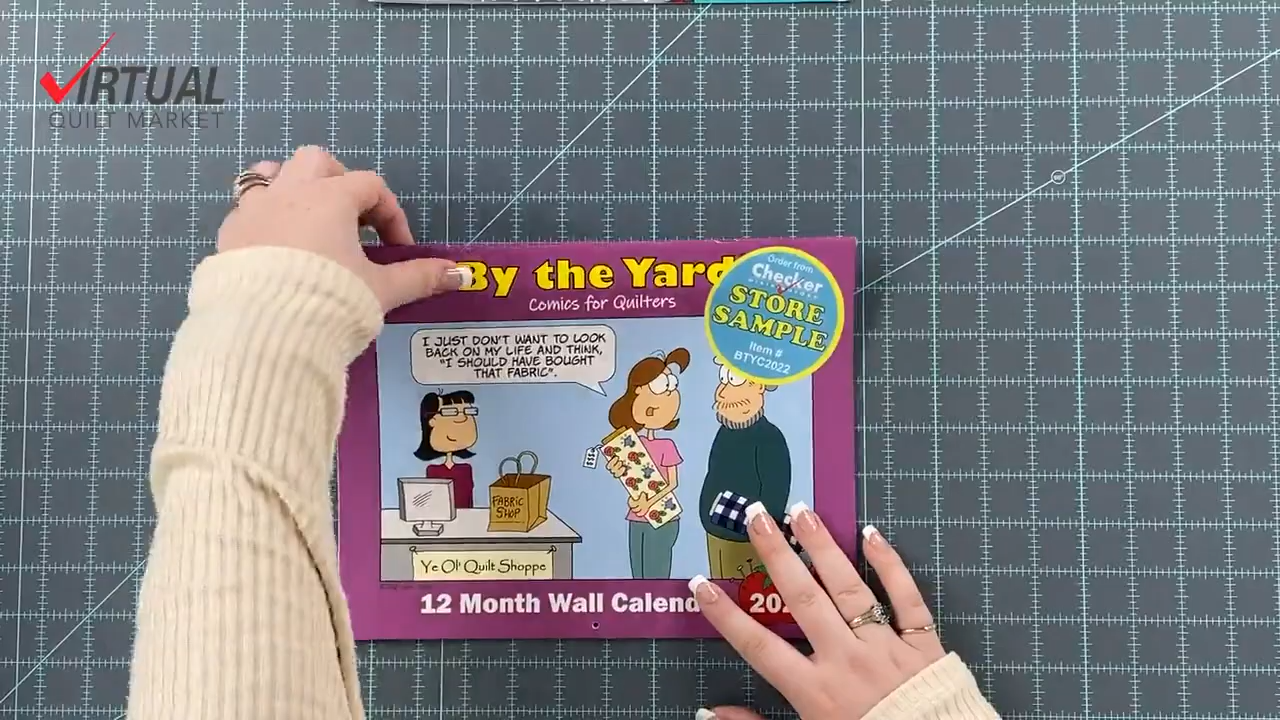 VIRTUAL
QUILT MARKET
By the Yard
Comics for Quilters
Order from
Checker
STORE
SAMPLE
Item #
BTYC2022
I JUST DON'T WANT TO LOOK
BACK ON MY LIFE AND THINK,
"I SHOULD HAVE BOUGHT
THAT FABRIC".
$$$
FABRIC
SHOP
Ye Ol' Quilt Shoppe
12 Month Wall Calend 202